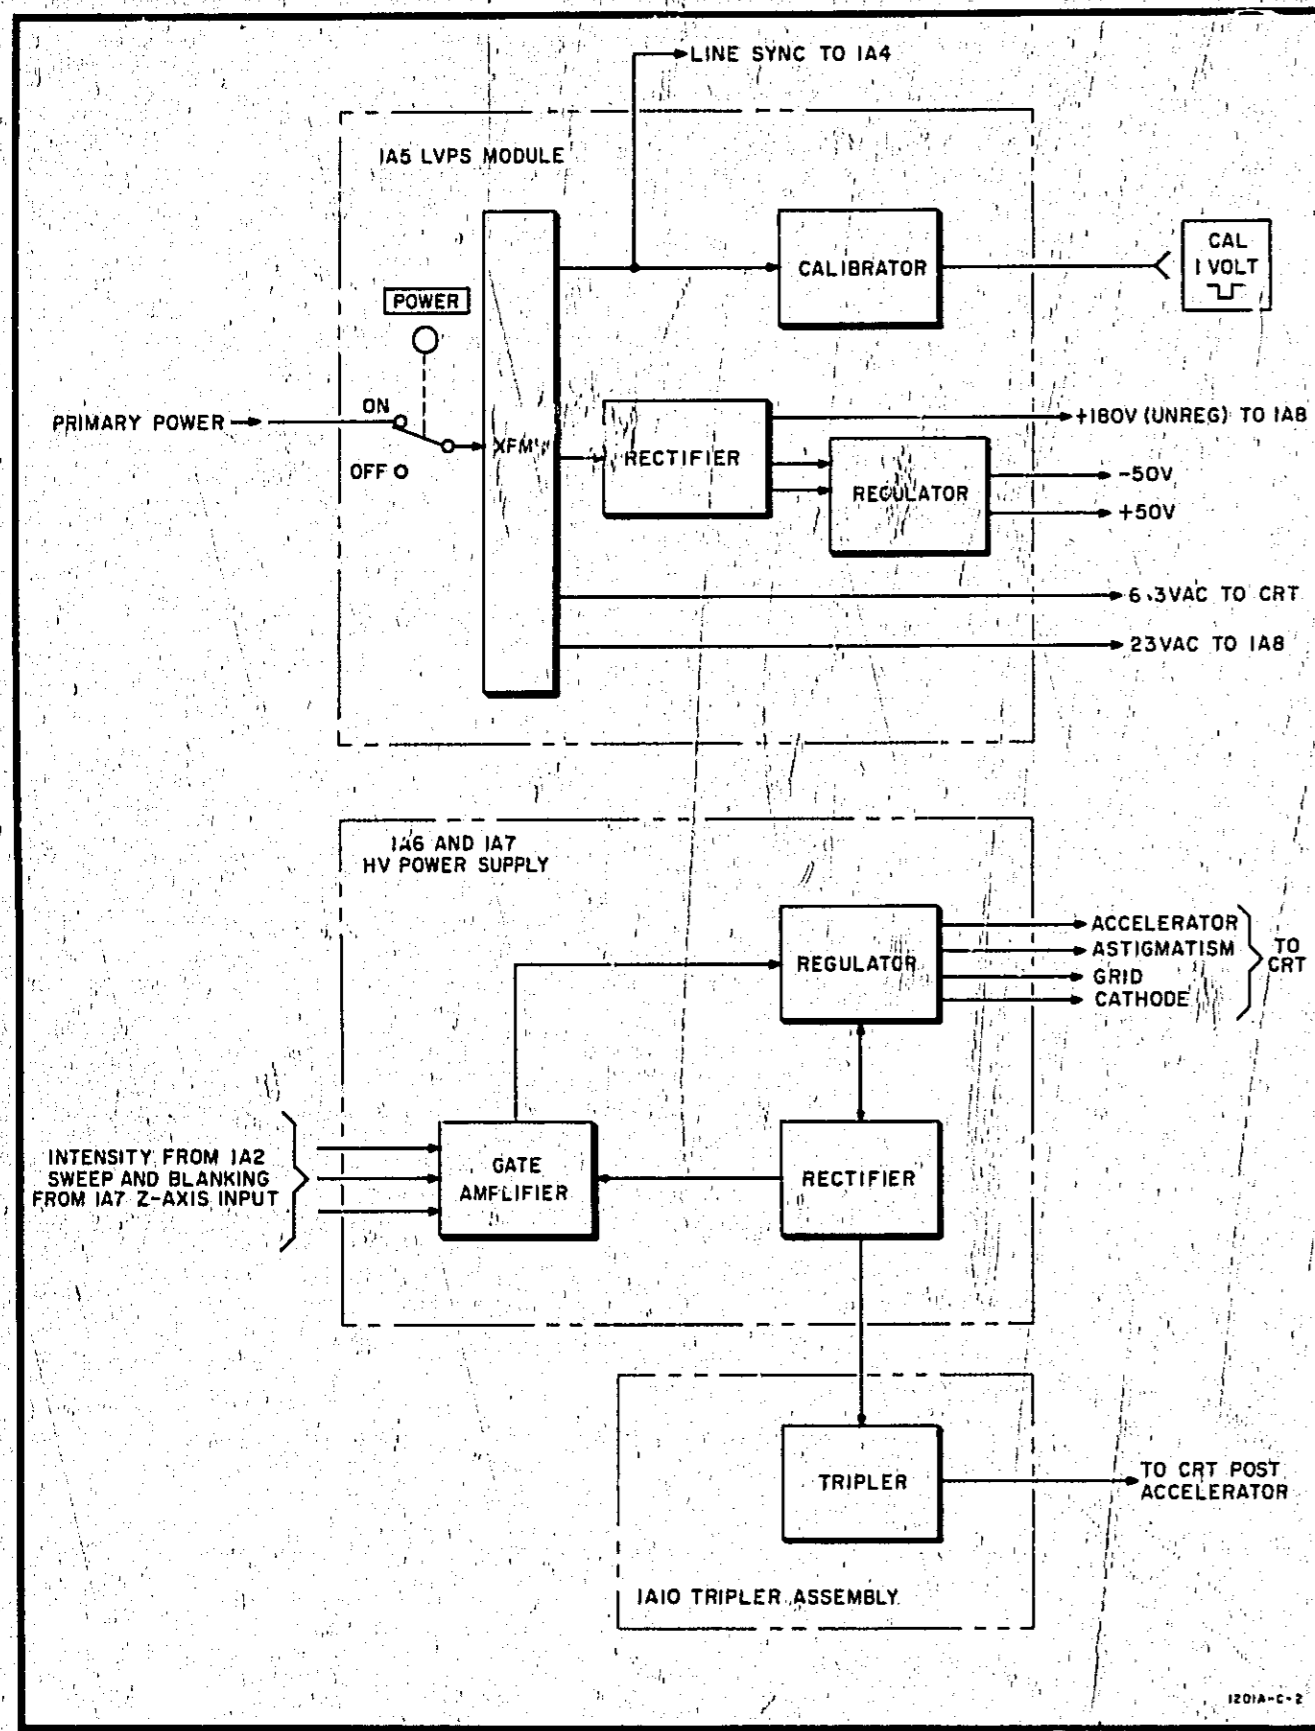 LINE SYNC TO 1A4
1A5 LVPS MODULE
CALIBRATOR
CAL
1 VOLT
POWER
PRIMARY POWER
ON
OFF
XFMR
RECTIFIER
+180V (UNREG) TO 1A8
REGULATOR
-50V
+50V
6.3VAC TO CRT
23VAC TO 1A8
1A6 AND 1A7
HV POWER SUPPLY
REGULATOR
ACCELERATOR
ASTIGMATISM
GRID
CATHODE
TO
CRT
INTENSITY FROM 1A2
SWEEP AND BLANKING
FROM 1A7 Z-AXIS INPUT
GATE
AMPLIFIER
RECTIFIER
TRIPLER
TO CRT POST
ACCELERATOR
1A10 TRIPLER ASSEMBLY
1201A-C-2